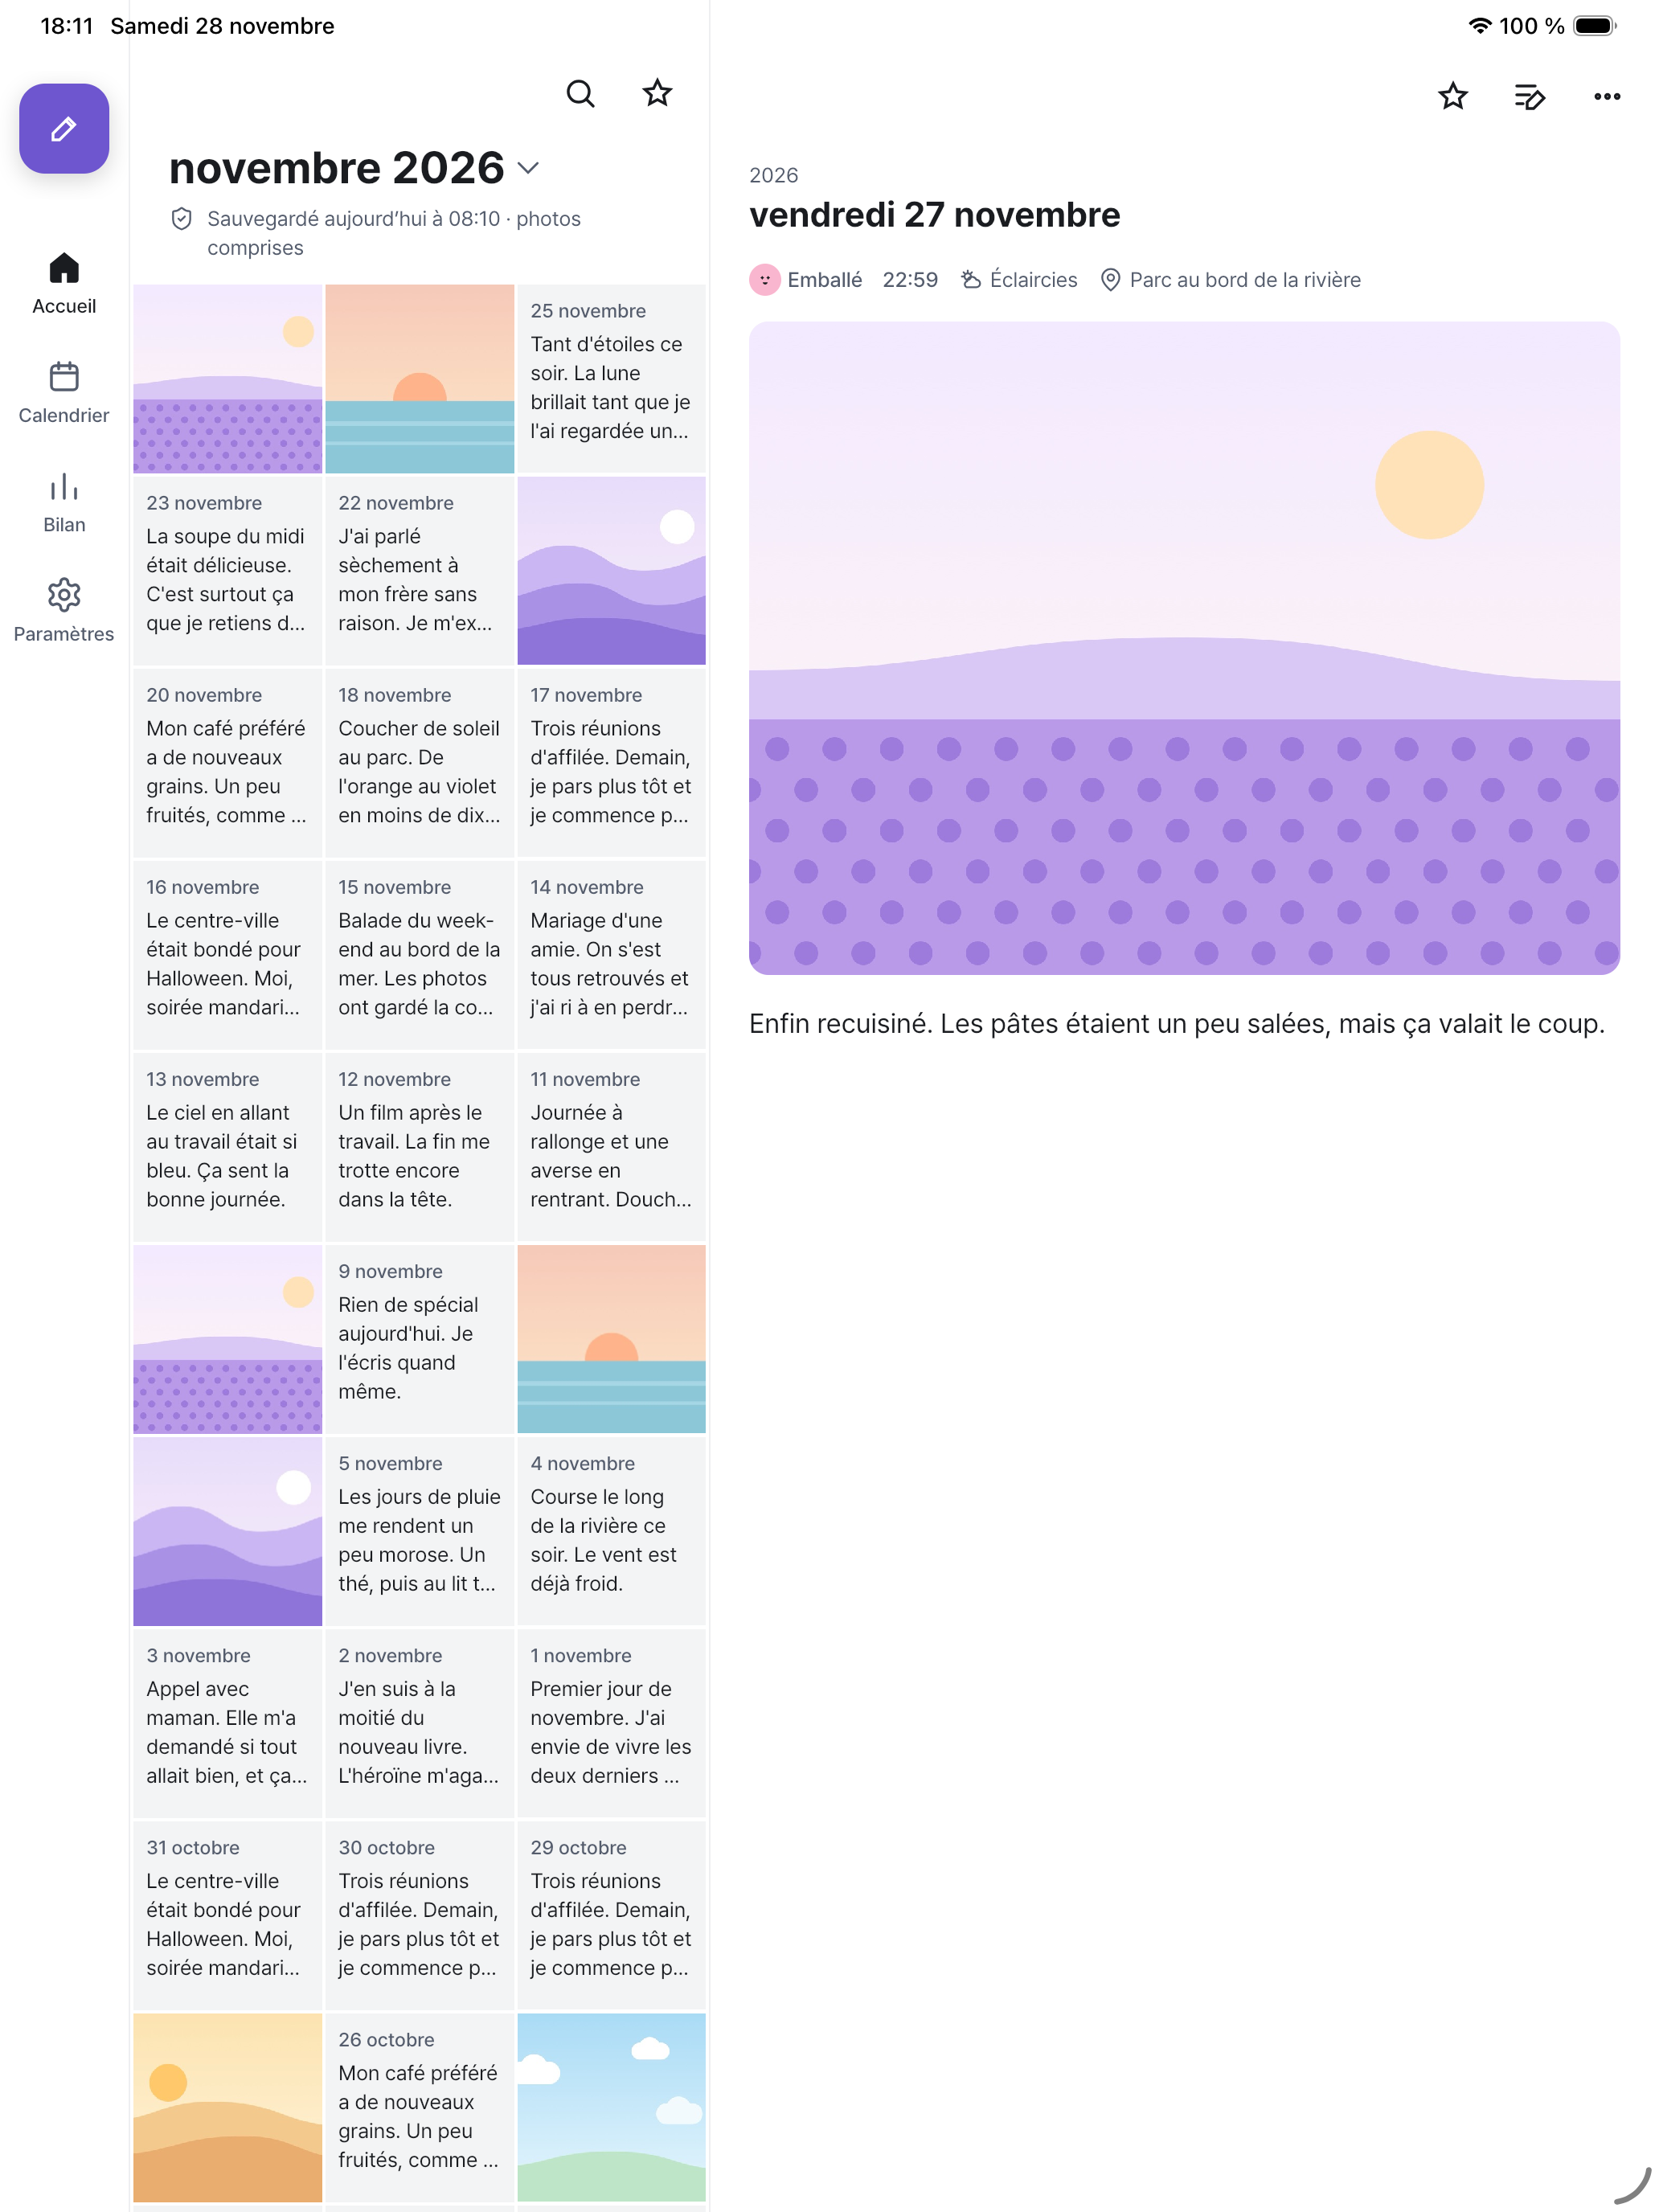 18:11 Samedi 28 novembre
100 %
Accueil
Calendrier
Bilan
Paramètres
novembre 2026
Sauvegardé aujourd’hui à 08:10 · photos
comprises
25 novembre
Tant d'étoiles ce
soir. La lune
brillait tant que je
l'ai regardée un...
23 novembre
La soupe du midi
était délicieuse.
C'est surtout ça
que je retiens d...
22 novembre
J'ai parlé
sèchement à
mon frère sans
raison. Je m'ex...
20 novembre
Mon café préféré
a de nouveaux
grains. Un peu
fruités, comme ...
18 novembre
Coucher de soleil
au parc. De
l'orange au violet
en moins de dix...
17 novembre
Trois réunions
d'affilée. Demain,
je pars plus tôt et
je commence p...
16 novembre
Le centre-ville
était bondé pour
Halloween. Moi,
soirée mandari...
15 novembre
Balade du week-
end au bord de la
mer. Les photos
ont gardé la co...
14 novembre
Mariage d'une
amie. On s'est
tous retrouvés et
j'ai ri à en perdr...
13 novembre
Le ciel en allant
au travail était si
bleu. Ça sent la
bonne journée.
12 novembre
Un film après le
travail. La fin me
trotte encore
dans la tête.
11 novembre
Journée à
rallonge et une
averse en
rentrant. Douch...
9 novembre
Rien de spécial
aujourd'hui. Je
l'écris quand
même.
5 novembre
Les jours de pluie
me rendent un
peu morose. Un
thé, puis au lit t...
4 novembre
Course le long
de la rivière ce
soir. Le vent est
déjà froid.
3 novembre
Appel avec
maman. Elle m'a
demandé si tout
allait bien, et ça...
2 novembre
J'en suis à la
moitié du
nouveau livre.
L'héroïne m'aga...
1 novembre
Premier jour de
novembre. J'ai
envie de vivre les
deux derniers ...
31 octobre
Le centre-ville
était bondé pour
Halloween. Moi,
soirée mandari...
30 octobre
Trois réunions
d'affilée. Demain,
je pars plus tôt et
je commence p...
29 octobre
Trois réunions
d'affilée. Demain,
je pars plus tôt et
je commence p...
26 octobre
Mon café préféré
a de nouveaux
grains. Un peu
fruités, comme ...
2026
vendredi 27 novembre
Emballé 22:59 Éclaircies Parc au bord de la rivière
Enfin recuisiné. Les pâtes étaient un peu salées, mais ça valait le coup.